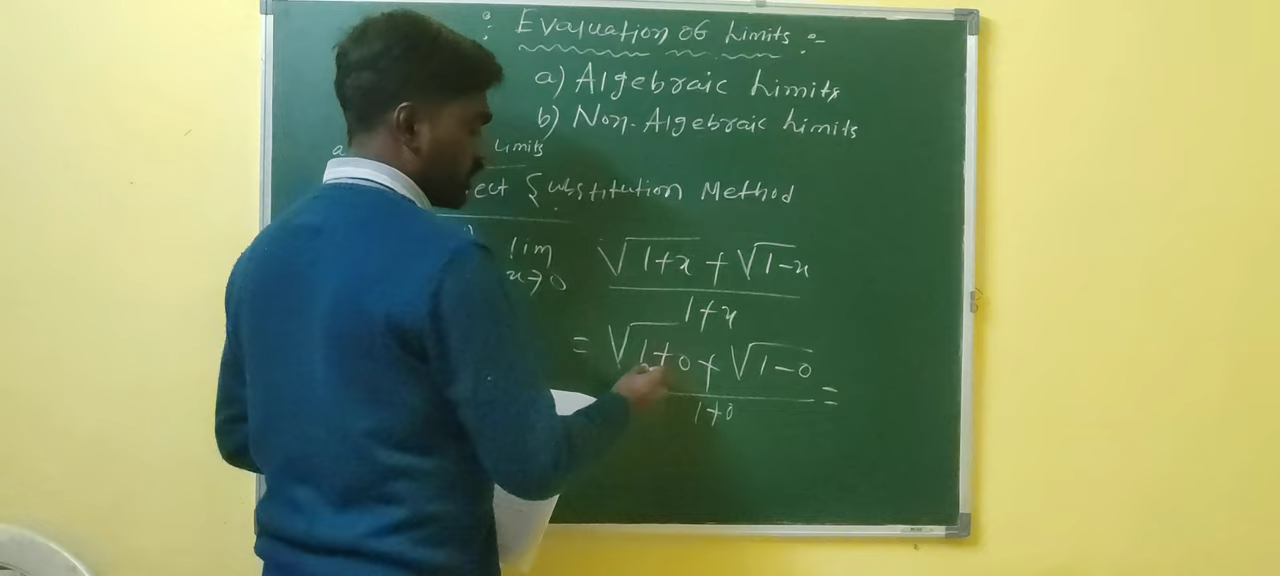 : Evaluation of Limits :-
a) Algebraic Limits
b) Non-Algebraic Limits
a Limits
ect Substitution Method
1) lim x→0 √1+x + √1-x / 1+x
= √1+0 + √1-0 / 1+0 =